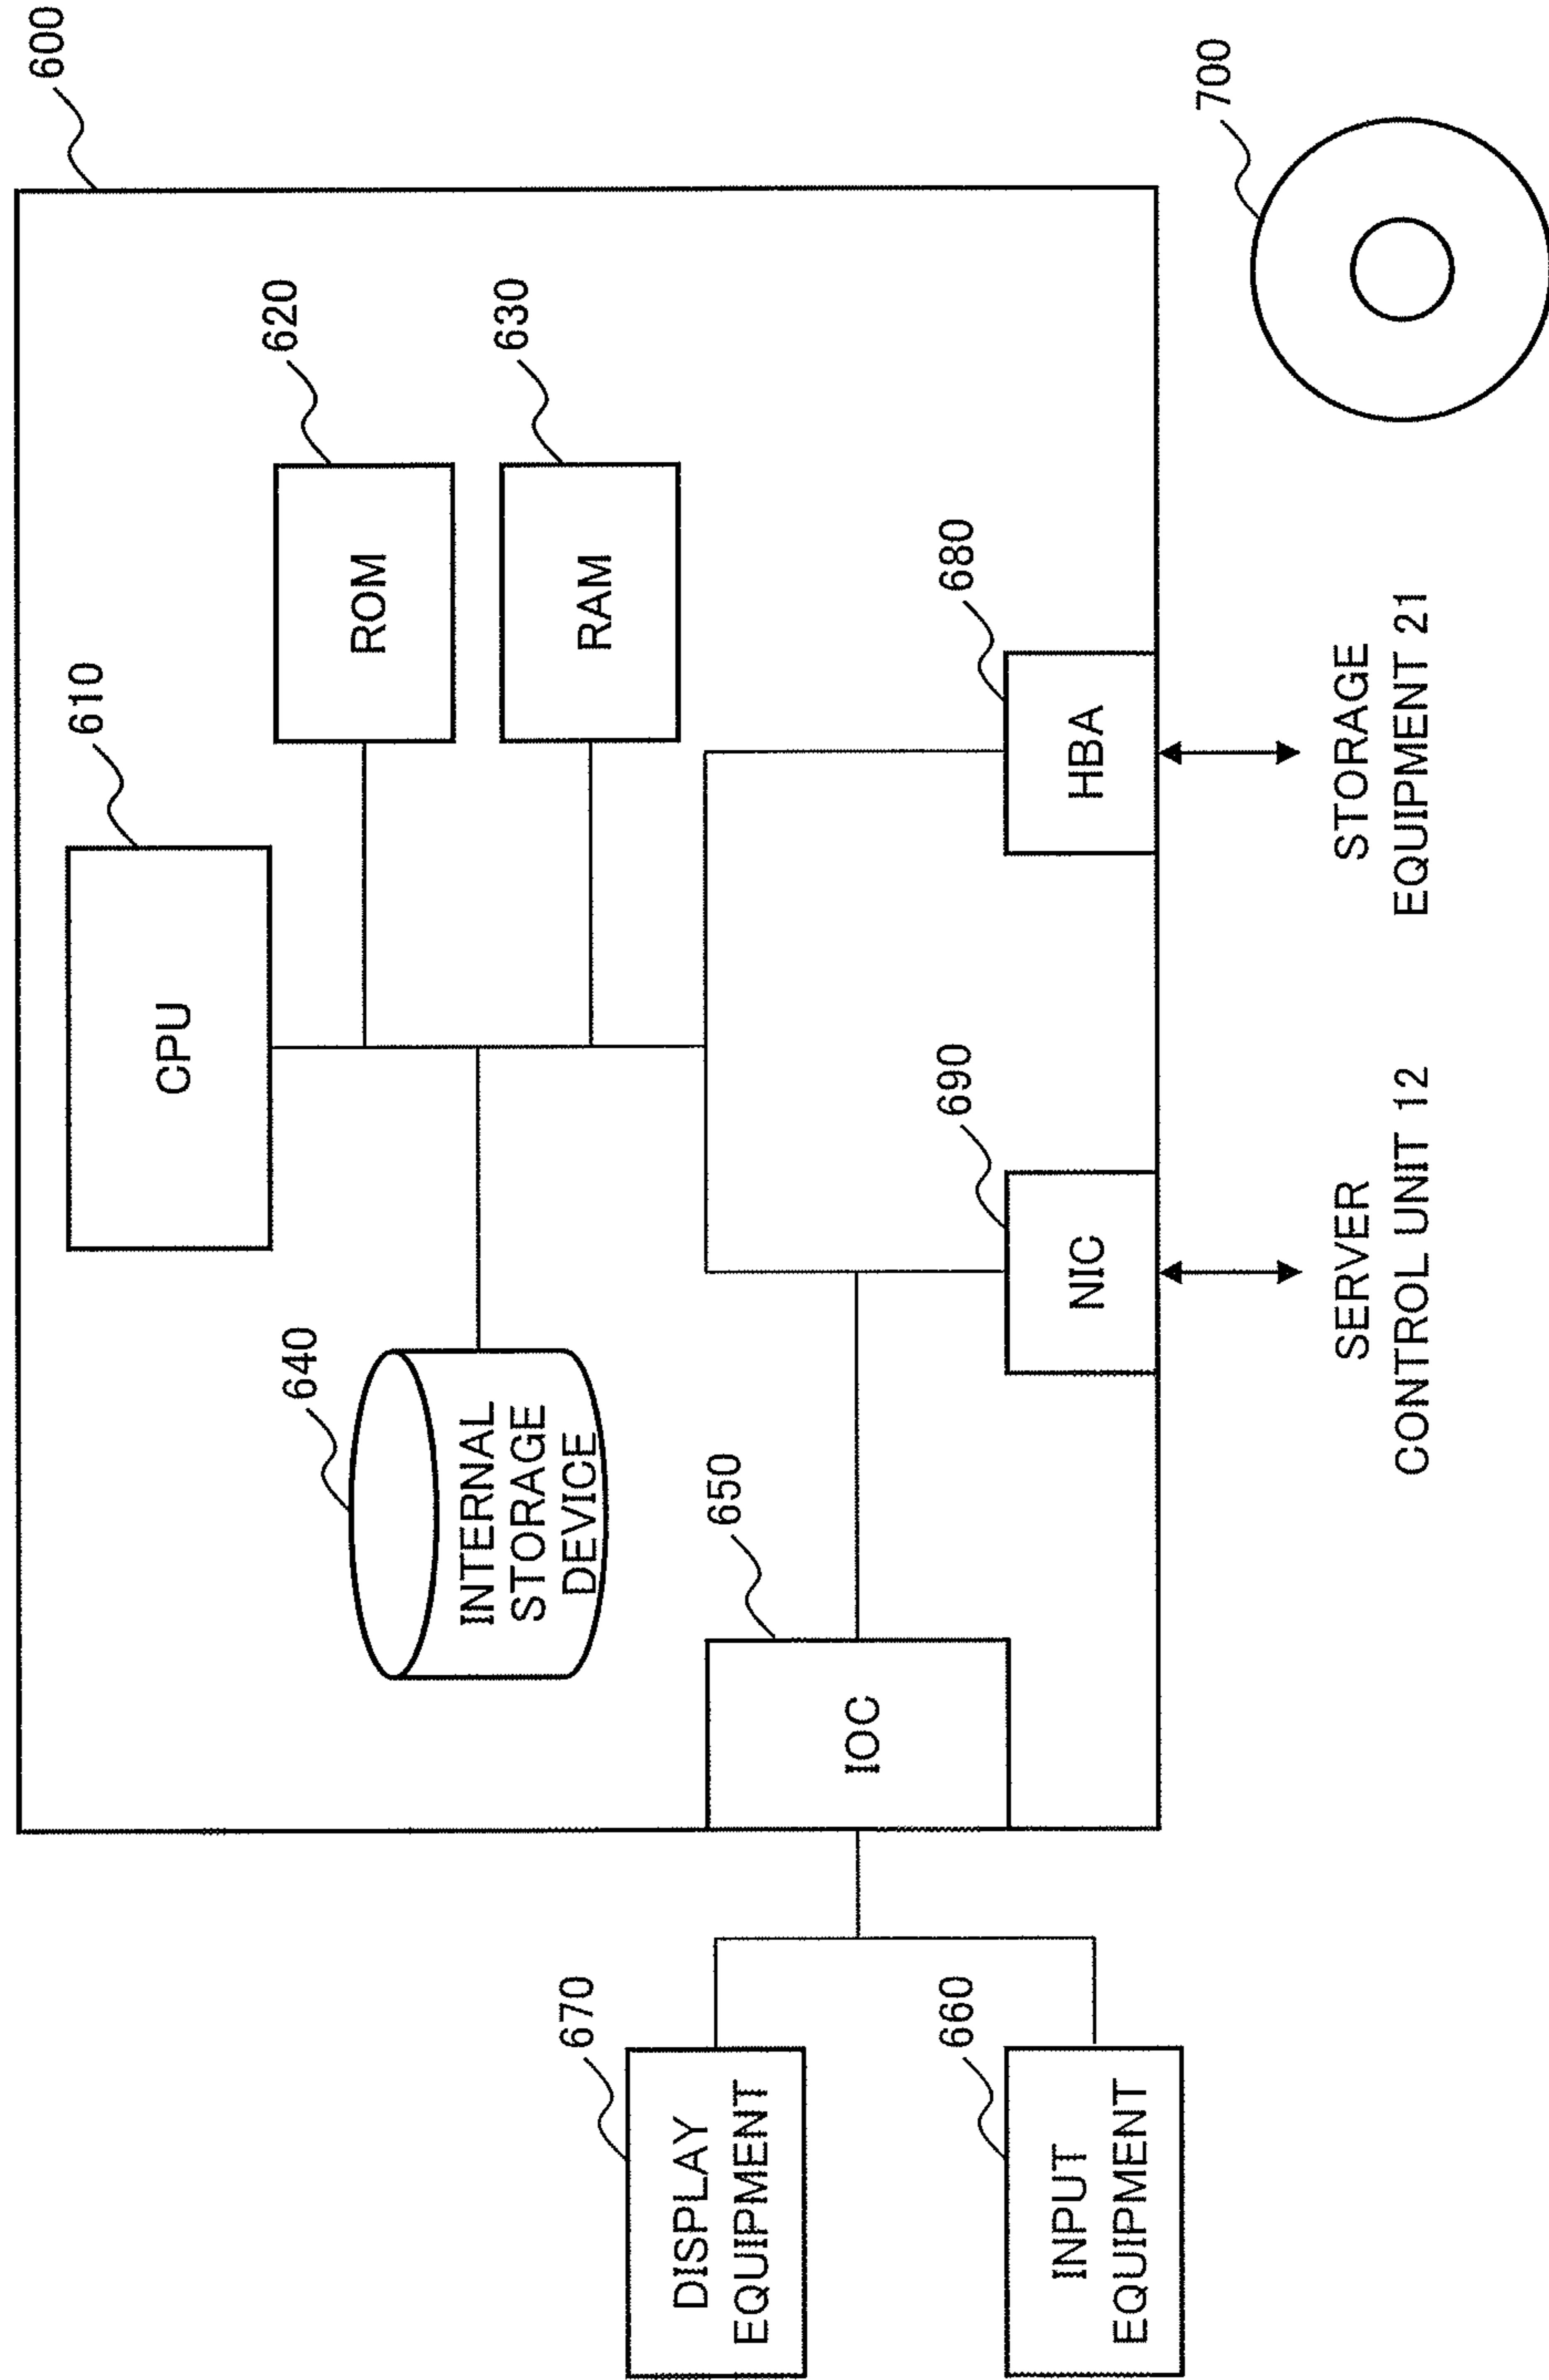 600
610
CPU
620
ROM
630
RAM
640
INTERNAL
STORAGE
DEVICE
650
IOC
670
DISPLAY
EQUIPMENT
660
INPUT
EQUIPMENT
690
NIC
680
HBA
SERVER
CONTROL UNIT 12
STORAGE
EQUIPMENT 21
700